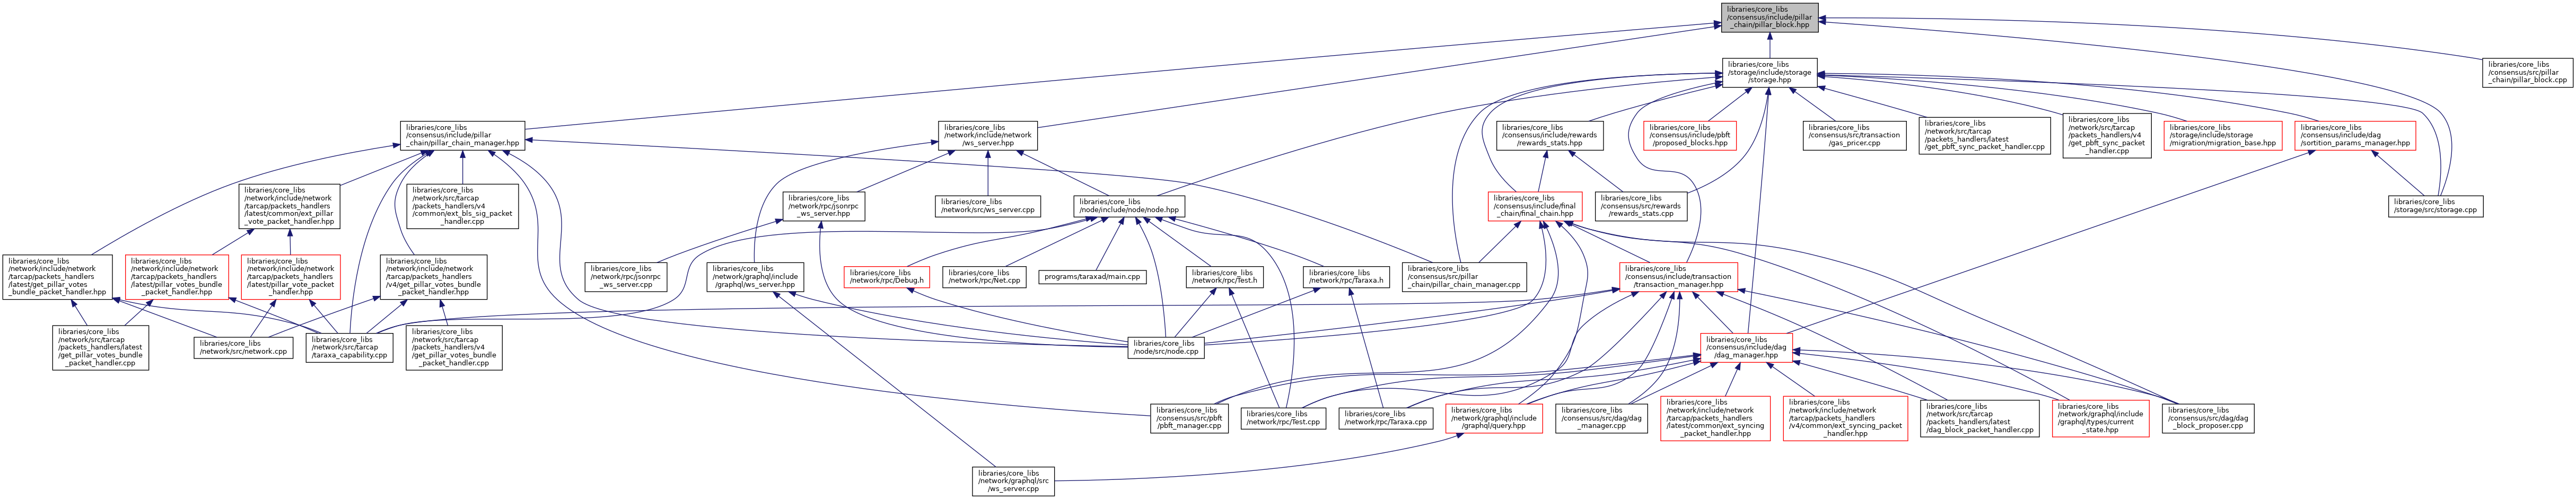 libraries/core_libs
/consensus/include/pillar
_chain/pillar_block.hpp
libraries/core_libs
/storage/include/storage
/storage.hpp
libraries/core_libs
/consensus/src/pillar
_chain/pillar_block.cpp
libraries/core_libs
/consensus/include/pillar
_chain/pillar_chain_manager.hpp
libraries/core_libs
/network/include/network
/ws_server.hpp
libraries/core_libs
/consensus/include/rewards
/rewards_stats.hpp
libraries/core_libs
/consensus/include/pbft
/proposed_blocks.hpp
libraries/core_libs
/consensus/src/transaction
/gas_pricer.cpp
libraries/core_libs
/network/src/tarcap
/packets_handlers/latest
/get_pbft_sync_packet_handler.cpp
libraries/core_libs
/network/src/tarcap
/packets_handlers/v4
/get_pbft_sync_packet
_handler.cpp
libraries/core_libs
/storage/include/storage
/migration/migration_base.hpp
libraries/core_libs
/consensus/include/dag
/sortition_params_manager.hpp
libraries/core_libs
/network/include/network
/tarcap/packets_handlers
/latest/common/ext_pillar
_vote_packet_handler.hpp
libraries/core_libs
/network/src/tarcap
/packets_handlers/v4
/common/ext_bls_sig_packet
_handler.cpp
libraries/core_libs
/network/rpc/jsonrpc
_ws_server.hpp
libraries/core_libs
/network/src/ws_server.cpp
libraries/core_libs
/node/include/node/node.hpp
libraries/core_libs
/consensus/include/final
_chain/final_chain.hpp
libraries/core_libs
/consensus/src/rewards
/rewards_stats.cpp
libraries/core_libs
/storage/src/storage.cpp
libraries/core_libs
/network/include/network
/tarcap/packets_handlers
/latest/get_pillar_votes
_bundle_packet_handler.hpp
libraries/core_libs
/network/include/network
/tarcap/packets_handlers
/latest/pillar_votes_bundle
_packet_handler.hpp
libraries/core_libs
/network/include/network
/tarcap/packets_handlers
/latest/pillar_vote_packet
_handler.hpp
libraries/core_libs
/network/include/network
/tarcap/packets_handlers
/v4/get_pillar_votes_bundle
_packet_handler.hpp
libraries/core_libs
/network/rpc/jsonrpc
_ws_server.cpp
libraries/core_libs
/network/graphql/include
/graphql/ws_server.hpp
libraries/core_libs
/network/rpc/Debug.h
libraries/core_libs
/network/rpc/Net.cpp
programs/taraxad/main.cpp
libraries/core_libs
/network/rpc/Test.h
libraries/core_libs
/network/rpc/Taraxa.h
libraries/core_libs
/consensus/src/pillar
_chain/pillar_chain_manager.cpp
libraries/core_libs
/consensus/include/transaction
/transaction_manager.hpp
libraries/core_libs
/network/src/tarcap
/packets_handlers/latest
/get_pillar_votes_bundle
_packet_handler.cpp
libraries/core_libs
/network/src/network.cpp
libraries/core_libs
/network/src/tarcap
/taraxa_capability.cpp
libraries/core_libs
/network/src/tarcap
/packets_handlers/v4
/get_pillar_votes_bundle
_packet_handler.cpp
libraries/core_libs
/node/src/node.cpp
libraries/core_libs
/consensus/include/dag
/dag_manager.hpp
libraries/core_libs
/consensus/src/pbft
/pbft_manager.cpp
libraries/core_libs
/network/rpc/Test.cpp
libraries/core_libs
/network/rpc/Taraxa.cpp
libraries/core_libs
/network/graphql/include
/graphql/query.hpp
libraries/core_libs
/consensus/src/dag/dag
_manager.cpp
libraries/core_libs
/network/include/network
/tarcap/packets_handlers
/latest/common/ext_syncing
_packet_handler.hpp
libraries/core_libs
/network/include/network
/tarcap/packets_handlers
/v4/common/ext_syncing_packet
_handler.hpp
libraries/core_libs
/network/src/tarcap
/packets_handlers/latest
/dag_block_packet_handler.cpp
libraries/core_libs
/network/graphql/include
/graphql/types/current
_state.hpp
libraries/core_libs
/consensus/src/dag/dag
_block_proposer.cpp
libraries/core_libs
/network/graphql/src
/ws_server.cpp